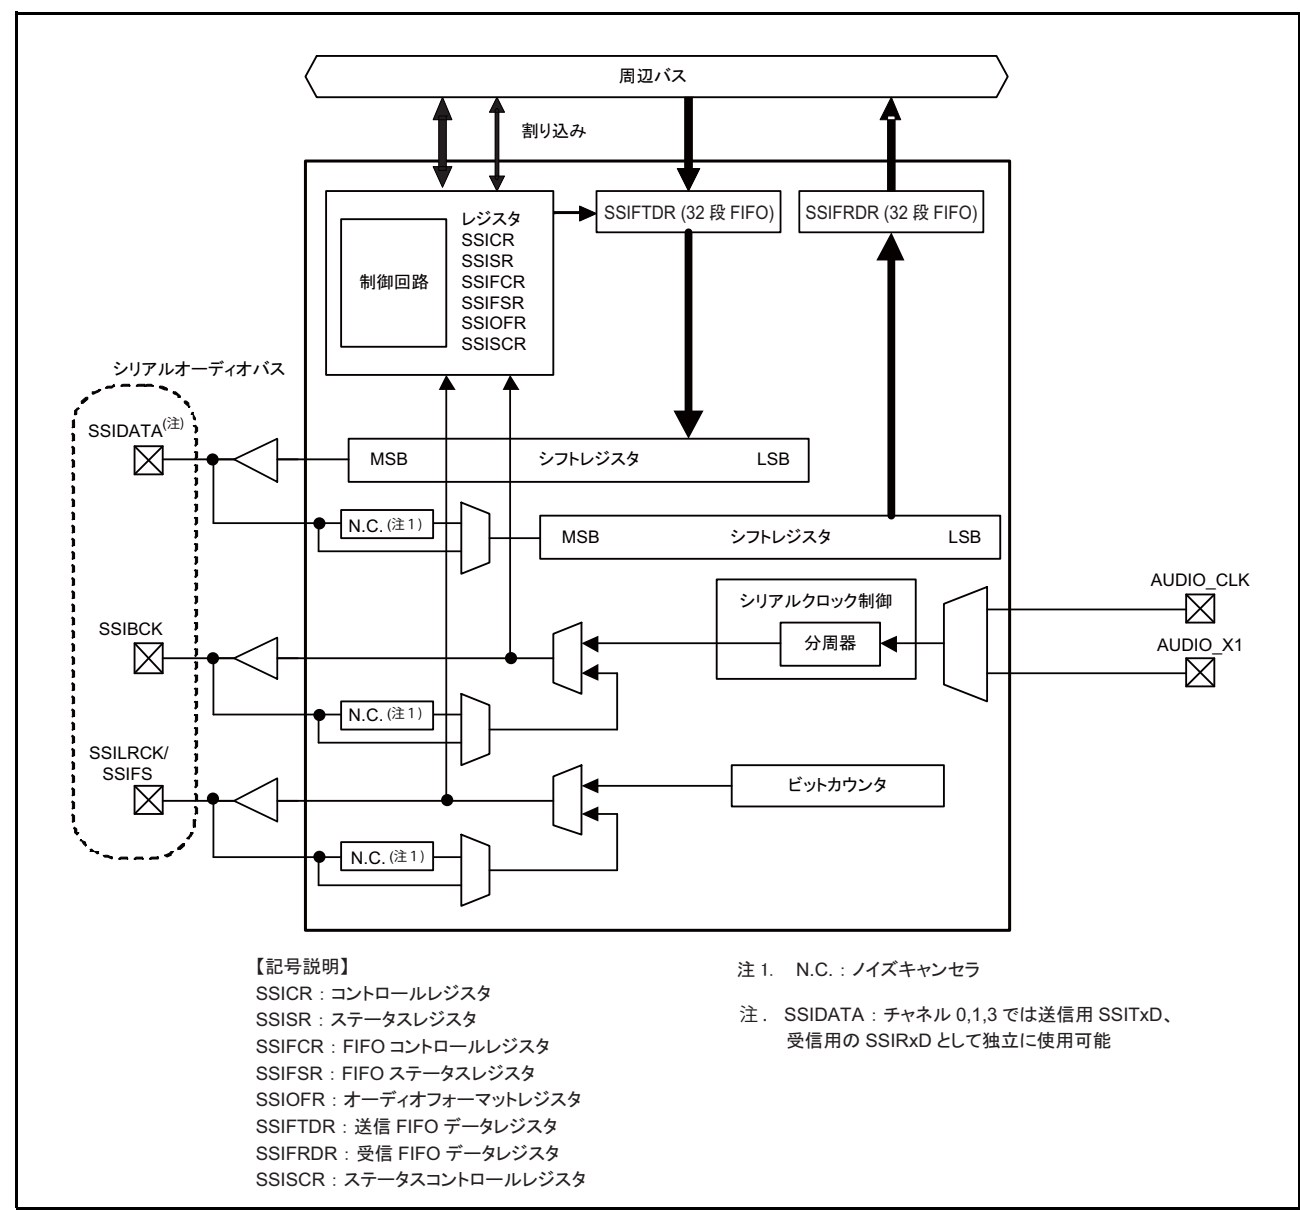 周辺バス
割り込み
レジスタ
SSICR
SSISR
SSIFCR
SSIFSR
SSIOFR
SSISCR
制御回路
SSIFTDR (32 段 FIFO)
SSIFRDR (32 段 FIFO)
シリアルオーディオバス
SSIDATA(注)
MSB シフトレジスタ LSB
N.C. (注1)
MSB シフトレジスタ LSB
シリアルクロック制御
分周器
AUDIO_CLK
AUDIO_X1
SSIBCK
N.C. (注1)
SSILRCK/
SSIFS
ビットカウンタ
N.C. (注1)
【記号説明】
SSICR：コントロールレジスタ
SSISR：ステータスレジスタ
SSIFCR：FIFO コントロールレジスタ
SSIFSR：FIFO ステータスレジスタ
SSIOFR：オーディオフォーマットレジスタ
SSIFTDR：送信 FIFO データレジスタ
SSIFRDR：受信 FIFO データレジスタ
SSISCR：ステータスコントロールレジスタ
注 1. N.C.：ノイズキャンセラ
注. SSIDATA：チャネル 0,1,3 では送信用 SSITxD、
受信用の SSIRxD として独立に使用可能